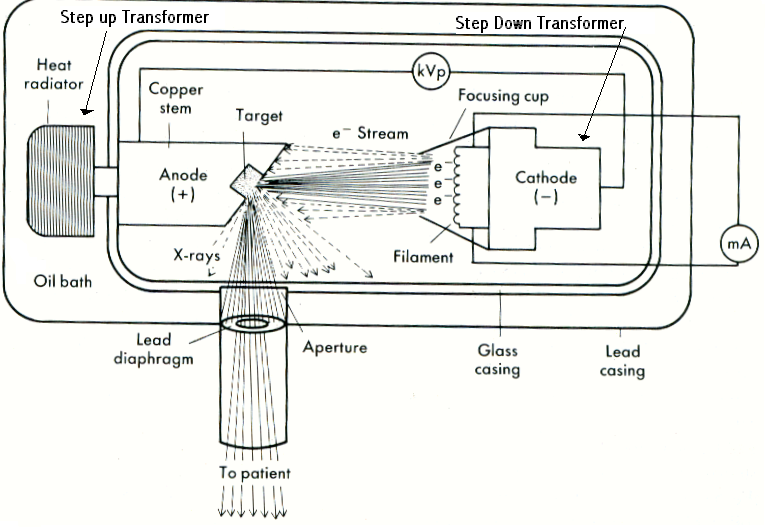 Step up Transformer
Step Down Transformer
Heat
radiator
Copper
stem
Target
kVp
Focusing cup
e⁻ Stream
Anode
(+)
e⁻
e⁻
e⁻
Cathode
(−)
mA
X-rays
Filament
Oil bath
Lead
diaphragm
Aperture
Glass
casing
Lead
casing
To patient